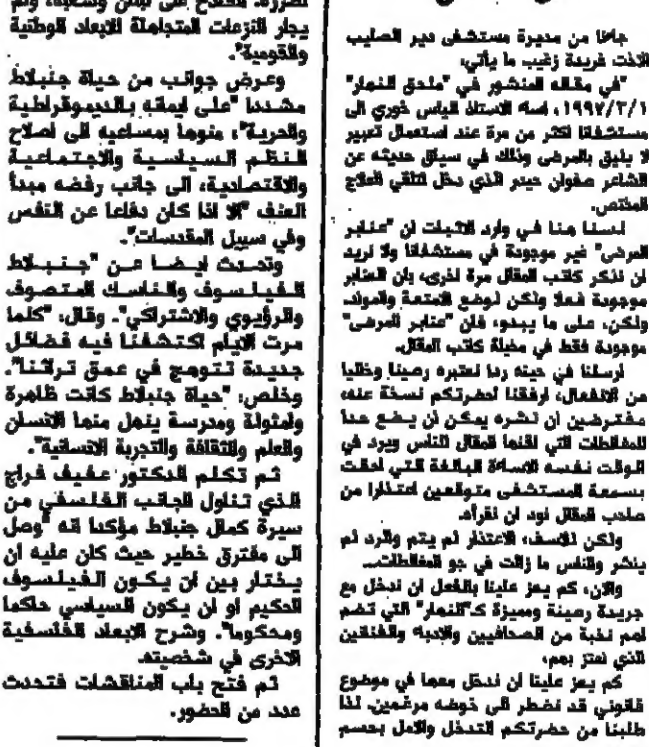 جاءنا من مديرة مستشفى دير الصليب
الاخت فريدة زغيب ما يأتي:
"في مقاله المنشور في "ملحق النهار"
١٩٩٧/٣/١، اساء الاستاذ الياس خوري الى
مستشفانا اكثر من مرة عند استعمال تعبير
لا يليق بالمرضى وذلك في سياق حديثه عن
الشاعر صفوان حيدر الذي دخل لتلقي العلاج
المختص.
لسنا هنا في وارد الاثبات ان "عنابر
المرضى" غير موجودة في مستشفانا ولا نريد
ان نذكر كاتب المقال مرة اخرى، بان العنابر
موجودة فعلا ولكن لوضع الامتعة والمواد.
ولكن، على ما يبدو، فان "عنابر المرضى"
موجودة فقط في مخيلة كاتب المقال.
ارسلنا في حينه ردا نعتبره رصينا وخاليا
من الانفعال، ارفقنا لحضرتكم نسخة عنه،
مفترضين ان نشره يمكن ان يضع حدا
للمغالطات التي اقنها المقال للناس ويرد في
الوقت نفسه الاساءة البالغة التي لحقت
بسمعة المستشفى متوقعين اعتذارا من
صاحب المقال نود ان نقرأه.
ولكن للاسف، الاعتذار لم يتم والرد لم
ينشر والناس ما زالت في جو المغالطات...
والآن، كم يعز علينا بالفعل ان ندخل مع
جريدة رصينة ومميزة كـ"النهار" التي تضم
اهم نخبة من الصحافيين والادباء والفنانين
الذي نعتز بهم،
كم يعز علينا ان ندخل معها في موضوع
قانوني قد نضطر الى خوضه مرغمين. لذا
طلبنا من حضرتكم التدخل والامل بحسم
يجار النزعات المتجاهلة الابعاد الوطنية
والقومية".
وعرض جوانب من حياة جنبلاط
مشددا "على ايمانه بالديموقراطية
والحرية"، منوها بمساعيه الى اصلاح
النظم السياسية والاجتماعية
والاقتصادية، الى جانب رفضه مبدأ
العنف "الا اذا كان دفاعا عن النفس
وفي سبيل المقدسات".
وتحدث ايضا عن "جنبلاط
الفيلسوف والناسك المتصوف
والرؤيوي والاشتراكي". وقال: "كلما
مرت الايام اكتشفنا فيه فضائل
جديدة تتوهج في عمق تراثنا".
وخلص: "حياة جنبلاط كانت ظاهرة
وامثولة ومدرسة ينهل منها الانسان
والعلم والثقافة والتجربة الانسانية".
ثم تكلم الدكتور عفيف فراج
الذي تناول الجانب الفلسفي من
سيرة كمال جنبلاط مؤكدا انه "وصل
الى مفترق خطير حيث كان عليه ان
يختار بين ان يكون الفيلسوف
الحكيم او ان يكون السياسي حاكما
ومحكوما". وشرح الابعاد الفلسفية
الاخرى في شخصيته.
ثم فتح باب المناقشات فتحدث
عدد من الحضور.